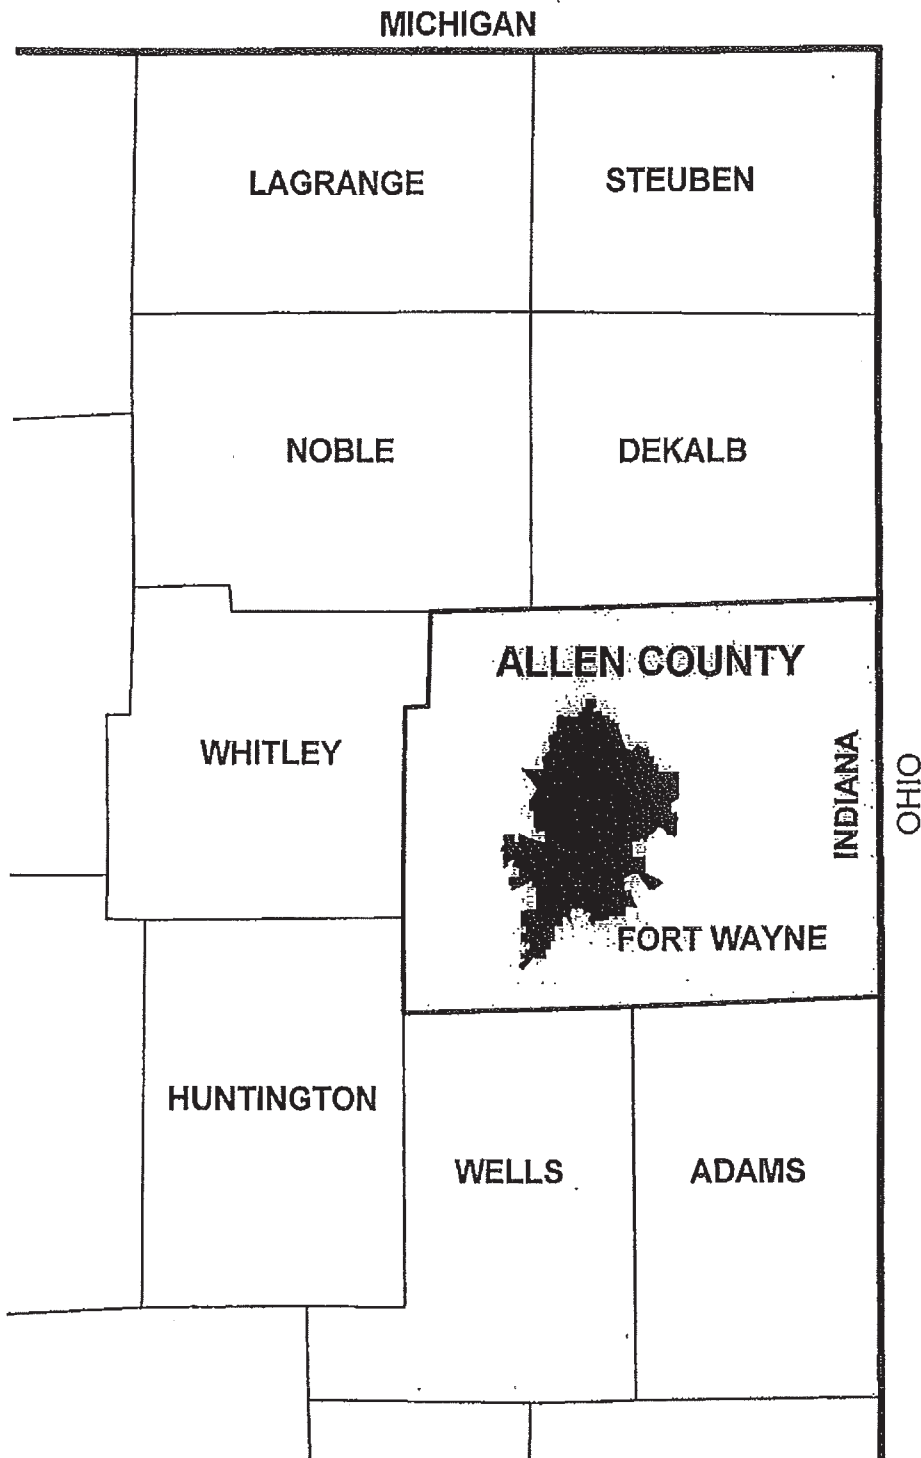 MICHIGAN
LAGRANGE
STEUBEN
NOBLE
DEKALB
ALLEN COUNTY
WHITLEY
INDIANA
OHIO
FORT WAYNE
HUNTINGTON
WELLS
ADAMS